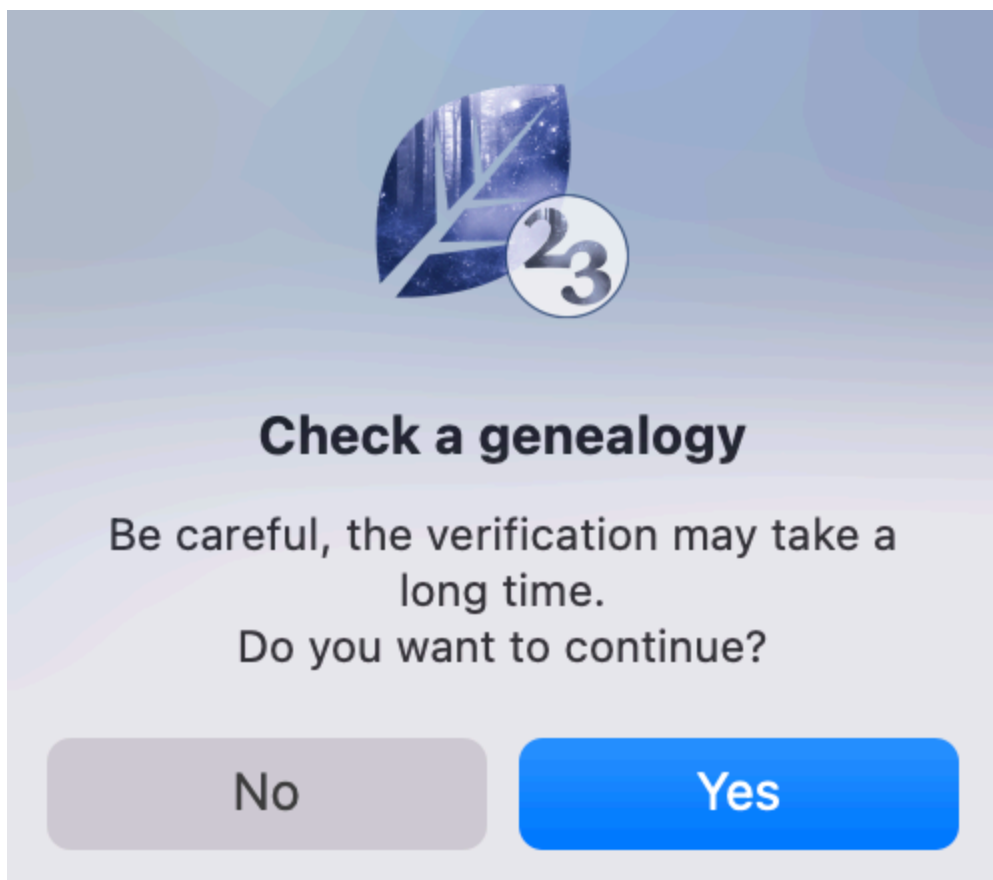 23
Check a genealogy
Be careful, the verification may take a
long time.
Do you want to continue?
No
Yes